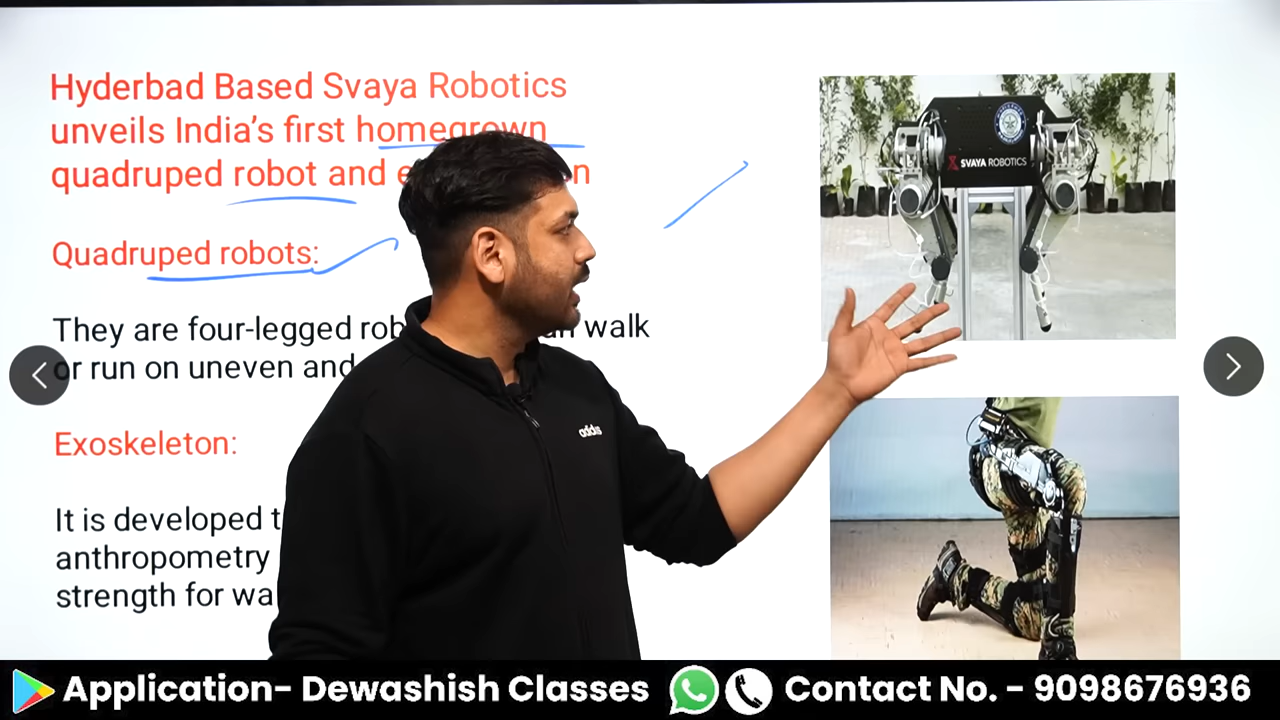 Hyderbad Based Svaya Robotics
unveils India's first homegrown
quadruped robot and
Quadruped robots:
They are four-legged walk
or run on uneven and
Exoskeleton:
It is developed
anthropometry
strength for
SVAYA ROBOTICS
adidas
Application- Dewashish Classes
Contact No. - 9098676936